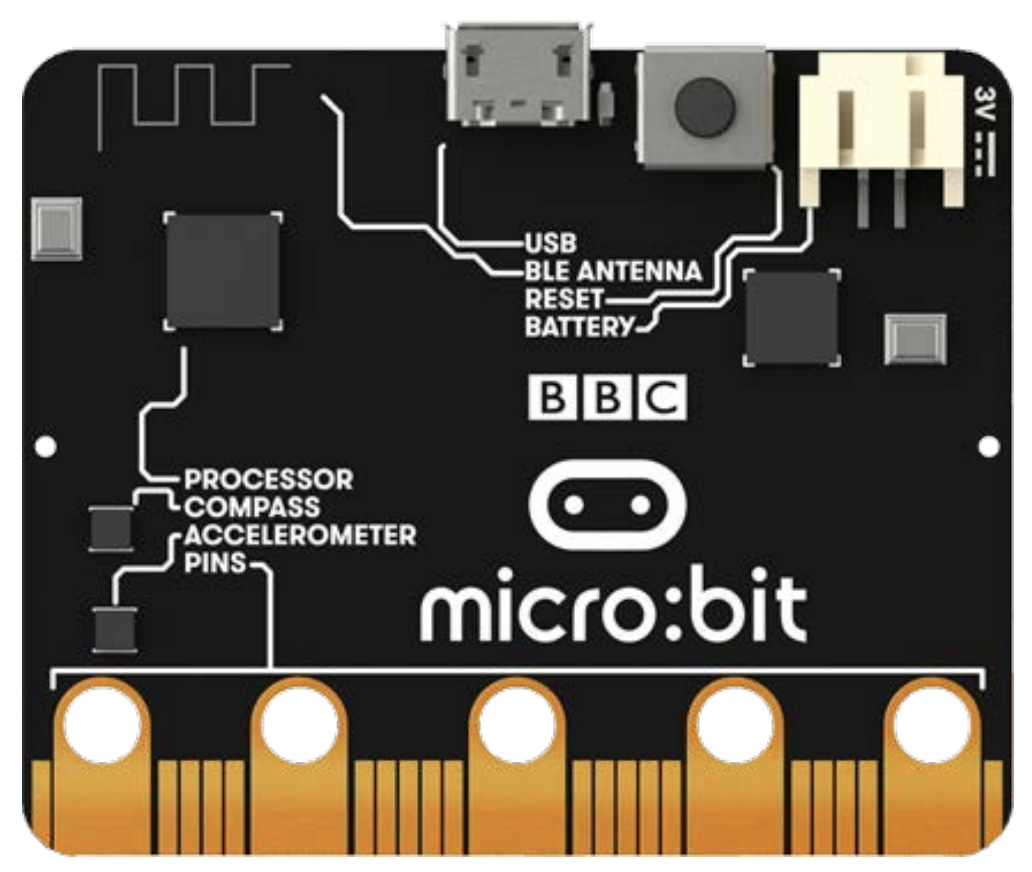 3V
USB
BLE ANTENNA
RESET
BATTERY
BBC
PROCESSOR
COMPASS
ACCELEROMETER
PINS
micro:bit